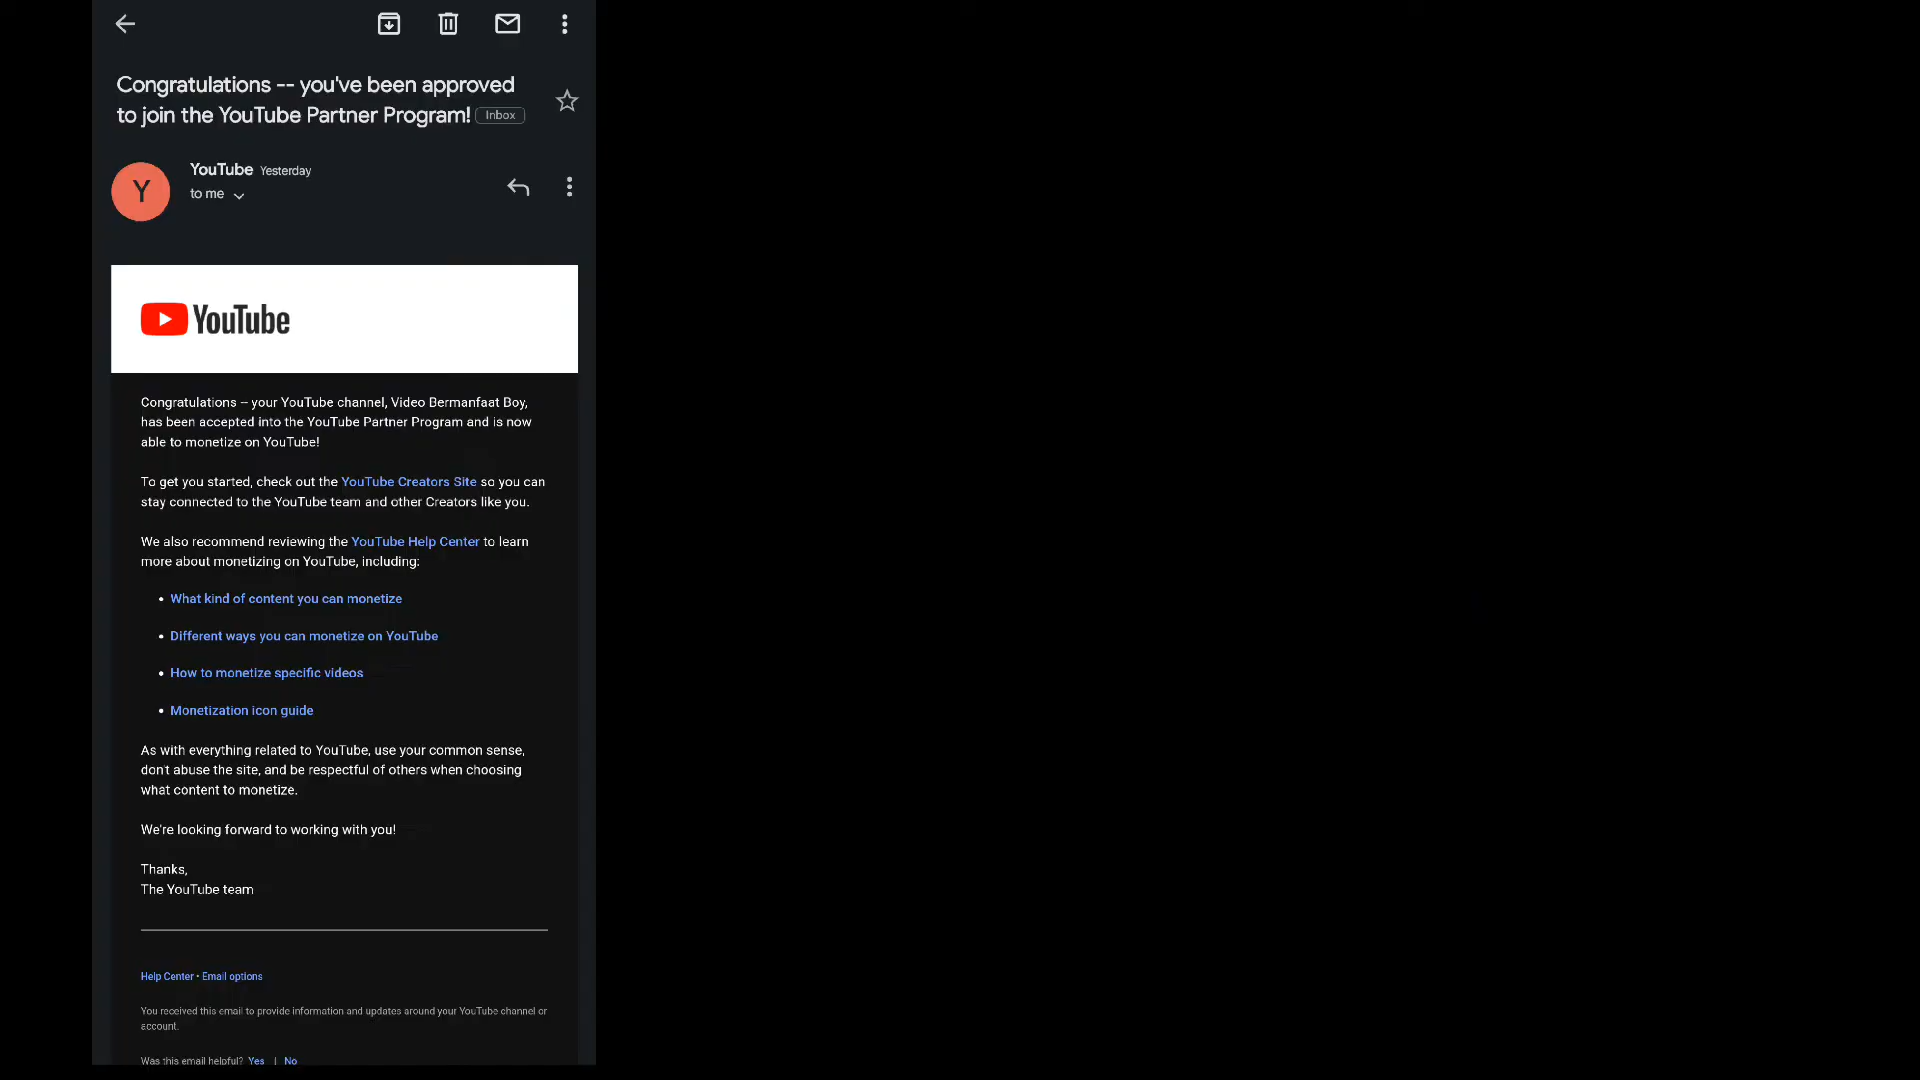 Congratulations -- you've been approved
to join the YouTube Partner Program! Inbox
Y
YouTube Yesterday
to me
YouTube
Congratulations -- your YouTube channel, Video Bermanfaat Boy,
has been accepted into the YouTube Partner Program and is now
able to monetize on YouTube!
To get you started, check out the YouTube Creators Site so you can
stay connected to the YouTube team and other Creators like you.
We also recommend reviewing the YouTube Help Center to learn
more about monetizing on YouTube, including:
• What kind of content you can monetize
• Different ways you can monetize on YouTube
• How to monetize specific videos
• Monetization icon guide
As with everything related to YouTube, use your common sense,
don't abuse the site, and be respectful of others when choosing
what content to monetize.
We're looking forward to working with you!
Thanks,
The YouTube team
Help Center • Email options
You received this email to provide information and updates around your YouTube channel or
account.
Was this email helpful? Yes | No